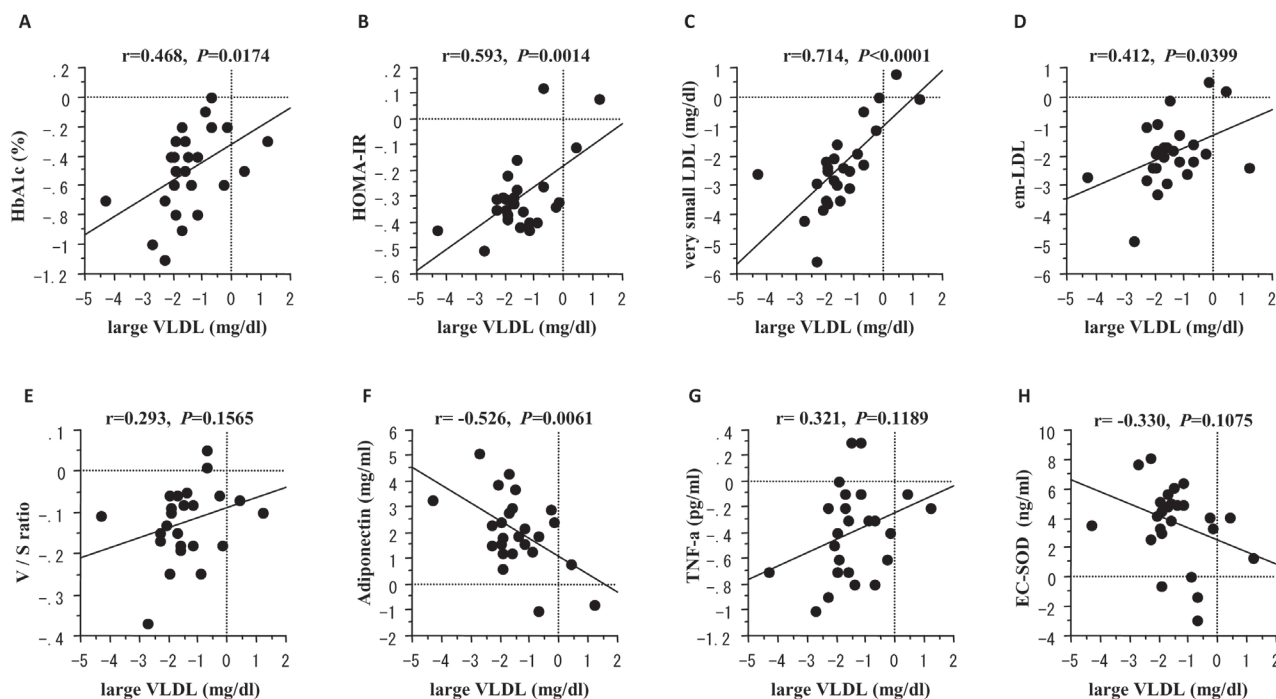 A
r=0.468, P=0.0174
.2
0
-.2
-.4
-.6
-.8
-1
-1.2
HbA1c (%)
-5 -4 -3 -2 -1 0 1 2
large VLDL (mg/dl)
B
r=0.593, P=0.0014
.2
.1
0
-.1
-.2
-.3
-.4
-.5
-.6
HOMA-IR
-5 -4 -3 -2 -1 0 1 2
large VLDL (mg/dl)
C
r=0.714, P<0.0001
1
0
-1
-2
-3
-4
-5
-6
very small LDL (mg/dl)
-5 -4 -3 -2 -1 0 1 2
large VLDL (mg/dl)
D
r=0.412, P=0.0399
1
0
-1
-2
-3
-4
-5
-6
em-LDL
-5 -4 -3 -2 -1 0 1 2
large VLDL (mg/dl)
E
r=0.293, P=0.1565
.1
0
-.1
-.2
-.3
-.4
V / S ratio
-5 -4 -3 -2 -1 0 1 2
large VLDL (mg/dl)
F
r= -0.526, P=0.0061
6
5
4
3
2
1
0
-1
-2
Adiponectin (mg/ml)
-5 -4 -3 -2 -1 0 1 2
large VLDL (mg/dl)
G
r= 0.321, P=0.1189
.4
.2
0
-.2
-.4
-.6
-.8
-1
-1.2
TNF-a (pg/ml)
-5 -4 -3 -2 -1 0 1 2
large VLDL (mg/dl)
H
r= -0.330, P=0.1075
10
8
6
4
2
0
-2
-4
EC-SOD (ng/ml)
-5 -4 -3 -2 -1 0 1 2
large VLDL (mg/dl)